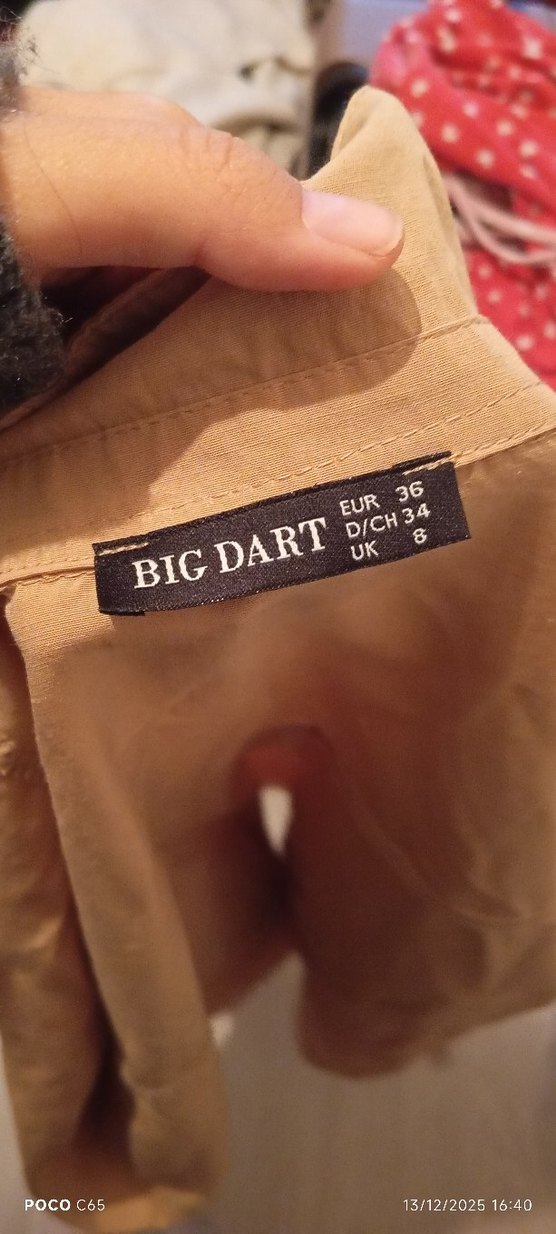 BIG DART
EUR 36
D/CH 34
UK 8
POCO C65
13/12/2025 16:40